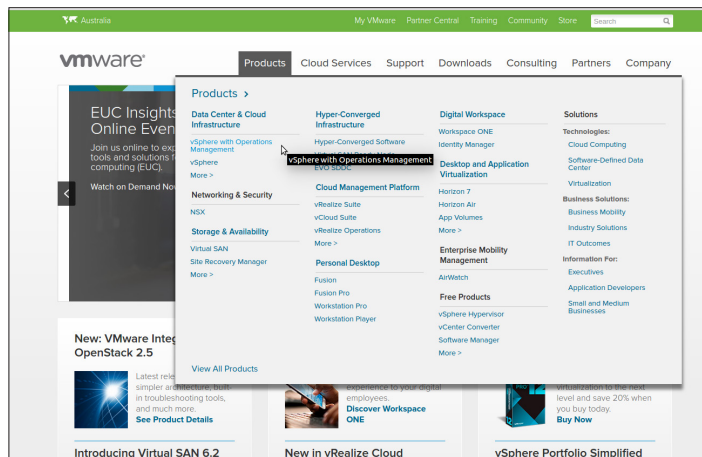 Australia
My VMware Partner Central Training Community Store Search
vmware®
Products Cloud Services Support Downloads Consulting Partners Company
EUC Insights
Online Even
Join us online to exp
tools and solutions f
computing (EUC).
Watch on Demand Now
Products >
Data Center & Cloud
Infrastructure
vSphere with Operations
Management
vSphere
More >
Networking & Security
NSX
Storage & Availability
Virtual SAN
Site Recovery Manager
More >
View All Products
Hyper-Converged
Infrastructure
Hyper-Converged Software
vSphere with Operations Management
EVO SDDC
Cloud Management Platform
vRealize Suite
vCloud Suite
vRealize Operations
More >
Personal Desktop
Fusion
Fusion Pro
Workstation Pro
Workstation Player
Digital Workspace
Workspace ONE
Identity Manager
Desktop and Application
Virtualization
Horizon 7
Horizon Air
App Volumes
More >
Enterprise Mobility
Management
AirWatch
Free Products
vSphere Hypervisor
vCenter Converter
Software Manager
More >
Solutions
Technologies:
Cloud Computing
Software-Defined Data
Center
Virtualization
Business Solutions:
Business Mobility
Industry Solutions
IT Outcomes
Information For:
Executives
Application Developers
Small and Medium
Businesses
New: VMware Integ
OpenStack 2.5
Latest rele
simpler architecture, built-
in troubleshooting tools,
and much more.
See Product Details
experience to your digital
employees.
Discover Workspace
ONE
virtualization to the next
level and save 20% when
you buy today.
Buy Now
Introducing Virtual SAN 6.2
New in vRealize Cloud
vSphere Portfolio Simplified